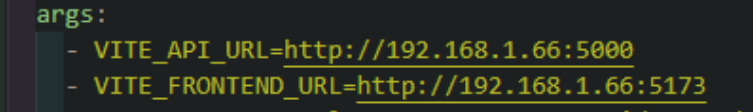 args:
- VITE_API_URL=http://192.168.1.66:5000
- VITE_FRONTEND_URL=http://192.168.1.66:5173